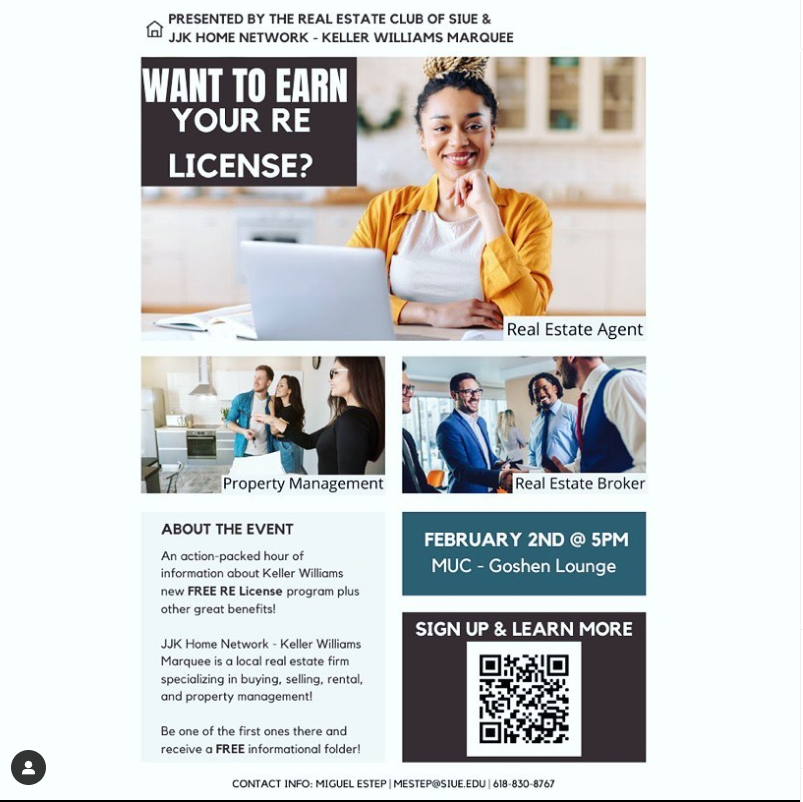 PRESENTED BY THE REAL ESTATE CLUB OF SIUE &
JJK HOME NETWORK - KELLER WILLIAMS MARQUEE
WANT TO EARN
YOUR RE
LICENSE?
Real Estate Agent
Property Management
Real Estate Broker
ABOUT THE EVENT
An action-packed hour of
information about Keller Williams
new FREE RE License program plus
other great benefits!
JJK Home Network - Keller Williams
Marquee is a local real estate firm
specializing in buying, selling, rental,
and property management!
Be one of the first ones there and
receive a FREE informational folder!
FEBRUARY 2ND @ 5PM
MUC - Goshen Lounge
SIGN UP & LEARN MORE
CONTACT INFO: MIGUEL ESTEP | MESTEP@SIUE.EDU | 618-830-8767